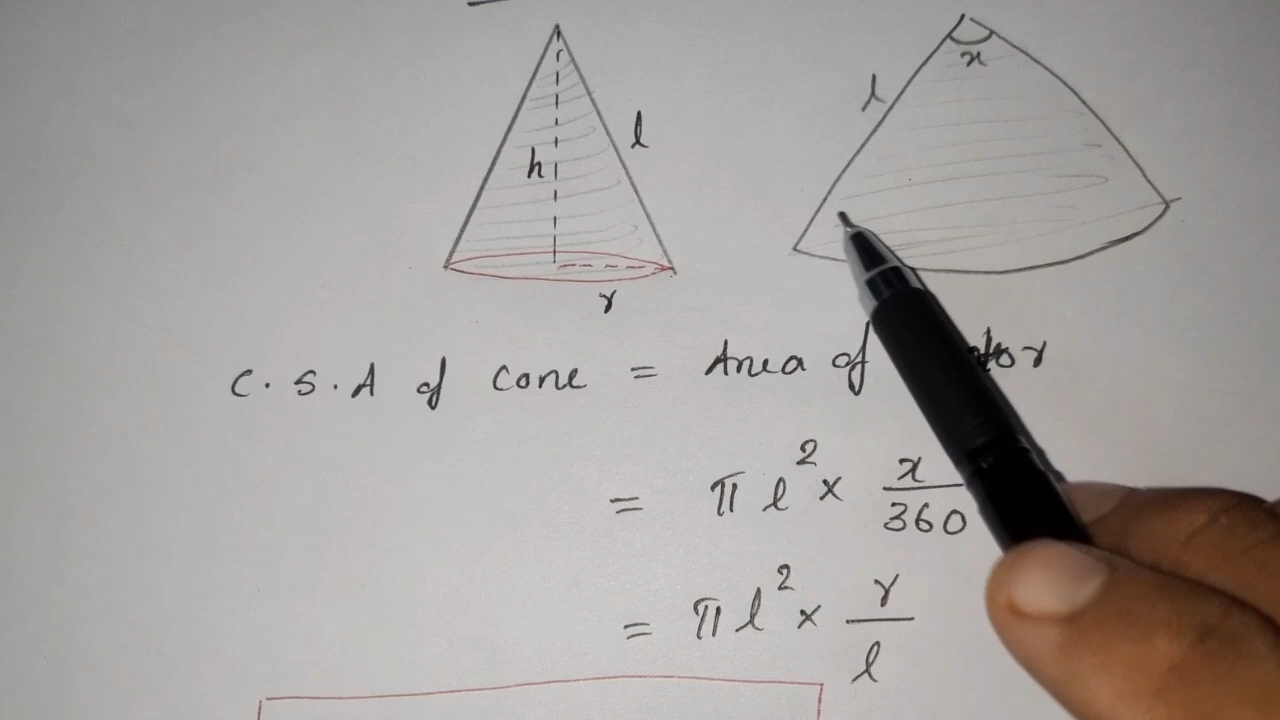 l
x
l
h
r
C.S.A of Cone = Area of
= π l² × x/360
= π l² × r/l